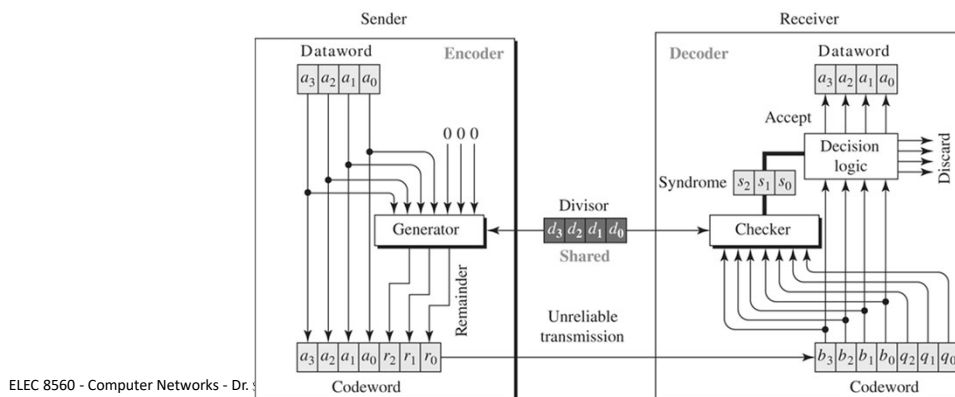 Sender
Receiver
Encoder
Decoder
Dataword
a3 a2 a1 a0
Dataword
a3 a2 a1 a0
Accept
0 0 0
Decision
logic
Discard
Syndrome
s2 s1 s0
Divisor
d3 d2 d1 d0
Shared
Generator
Checker
Remainder
Unreliable
transmission
a3 a2 a1 a0 r2 r1 r0
b3 b2 b1 b0 q2 q1 q0
Codeword
Codeword
ELEC 8560 - Computer Networks - Dr.